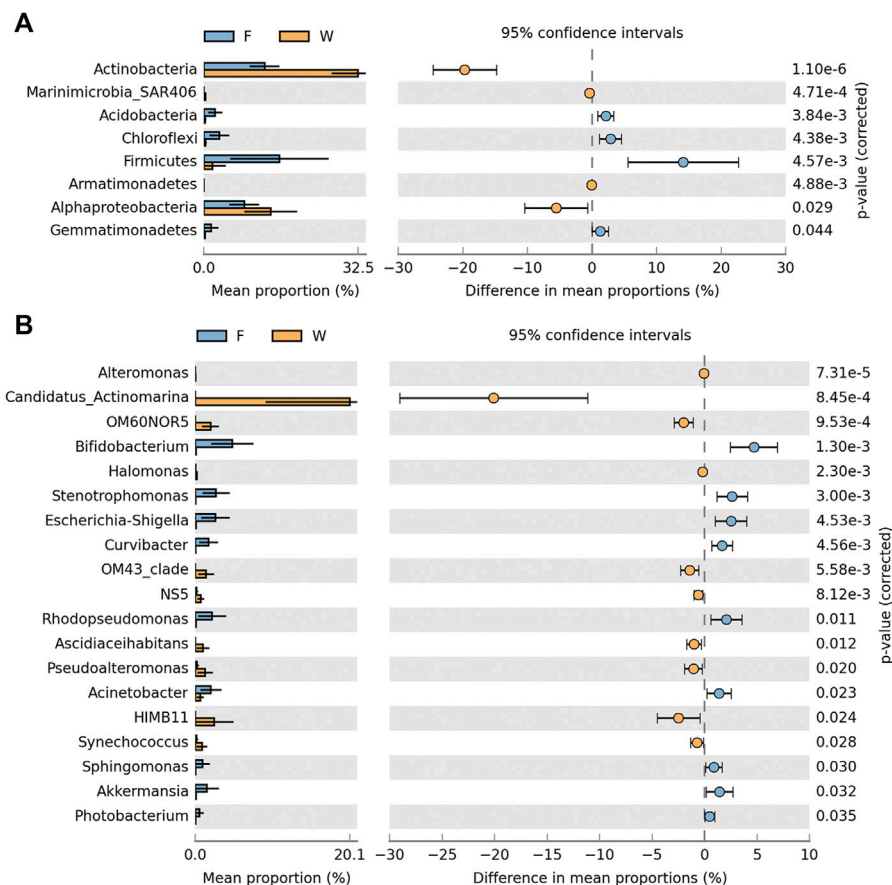 A
F W 95% confidence intervals
Actinobacteria 1.10e-6
Marinimicrobia_SAR406 4.71e-4
Acidobacteria 3.84e-3
Chloroflexi 4.38e-3
Firmicutes 4.57e-3
Armatimonadetes 4.88e-3
Alphaproteobacteria 0.029
Gemmatimonadetes 0.044
p-value (corrected)
0.0 32.5 −30 −20 −10 0 10 20 30
Mean proportion (%) Difference in mean proportions (%)
B
F W 95% confidence intervals
Alteromonas 7.31e-5
Candidatus_Actinomarina 8.45e-4
OM60NOR5 9.53e-4
Bifidobacterium 1.30e-3
Halomonas 2.30e-3
Stenotrophomonas 3.00e-3
Escherichia-Shigella 4.53e-3
Curvibacter 4.56e-3
OM43_clade 5.58e-3
NS5 8.12e-3
Rhodopseudomonas 0.011
Ascidiaceihabitans 0.012
Pseudoalteromonas 0.020
Acinetobacter 0.023
HIMB11 0.024
Synechococcus 0.028
Sphingomonas 0.030
Akkermansia 0.032
Photobacterium 0.035
p-value (corrected)
0.0 20.1 −30 −25 −20 −15 −10 −5 0 5 10
Mean proportion (%) Difference in mean proportions (%)